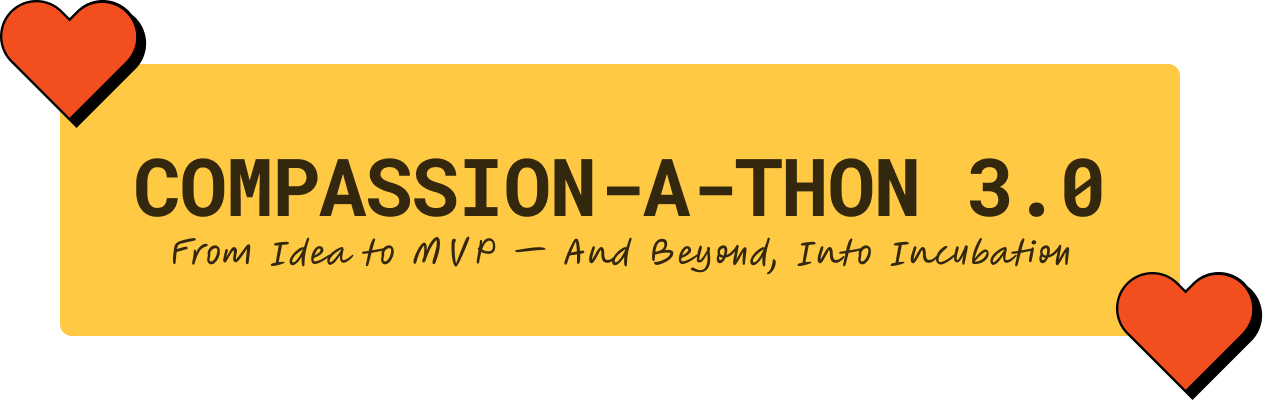 COMPASSION-A-THON 3.0
From Idea to MVP — And Beyond, Into Incubation